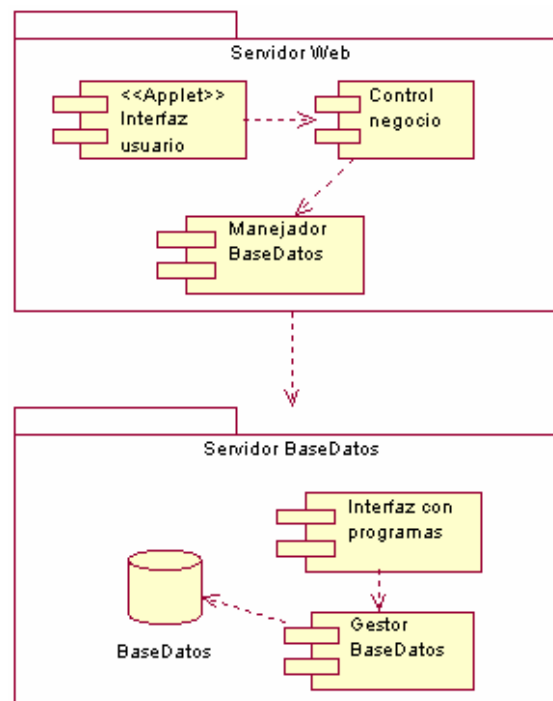 Servidor Web
<<Applet>>
Interfaz
usuario
Control
negocio
Manejador
BaseDatos
Servidor BaseDatos
Interfaz con
programas
BaseDatos
Gestor
BaseDatos